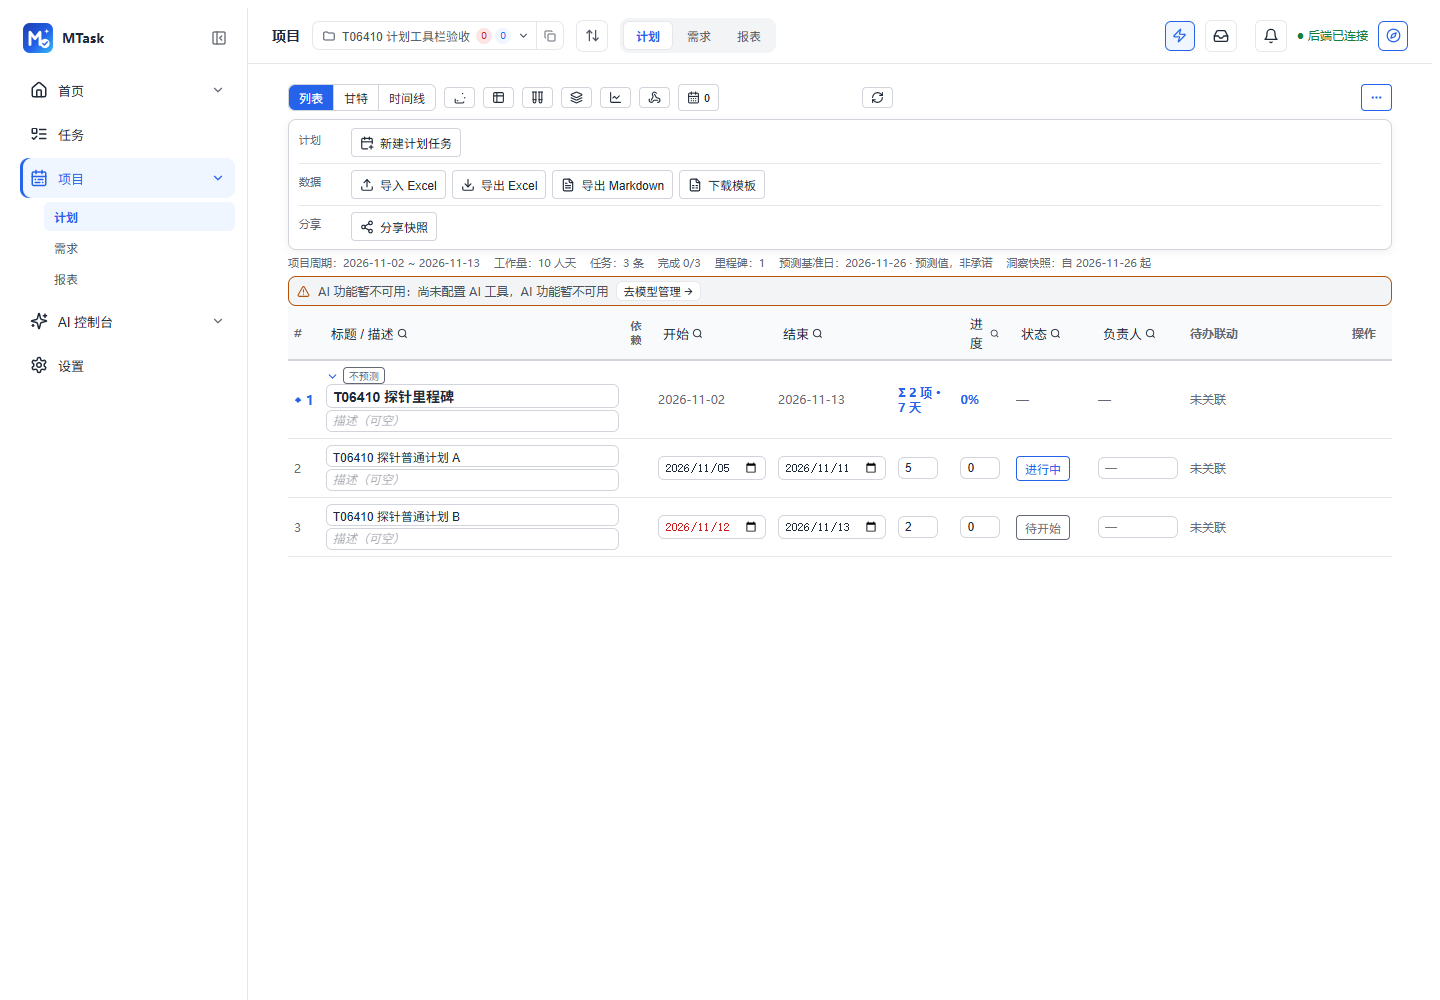 MTask
首页
任务
项目
计划
需求
报表
AI 控制台
设置
项目 T06410 计划工具栏验收 0 0 计划 需求 报表 后端已连接
列表 甘特 时间线 0
计划 新建计划任务
数据 导入 Excel 导出 Excel 导出 Markdown 下载模板
分享 分享快照
项目周期：2026-11-02 ~ 2026-11-13 工作量：10 人天 任务：3 条 完成 0/3 里程碑：1 预测基准日：2026-11-26 · 预测值，非承诺 洞察快照：自 2026-11-26 起
AI 功能暂不可用：尚未配置 AI 工具，AI 功能暂不可用 去模型管理 →
# 标题 / 描述 依赖 开始 结束 进度 状态 负责人 待办联动 操作
不预测
1 T06410 探针里程碑 2026-11-02 2026-11-13 Σ 2 项 • 7 天 0% — — 未关联
描述（可空）
2 T06410 探针普通计划 A 2026/11/05 2026/11/11 5 0 进行中 — 未关联
描述（可空）
3 T06410 探针普通计划 B 2026/11/12 2026/11/13 2 0 待开始 — 未关联
描述（可空）